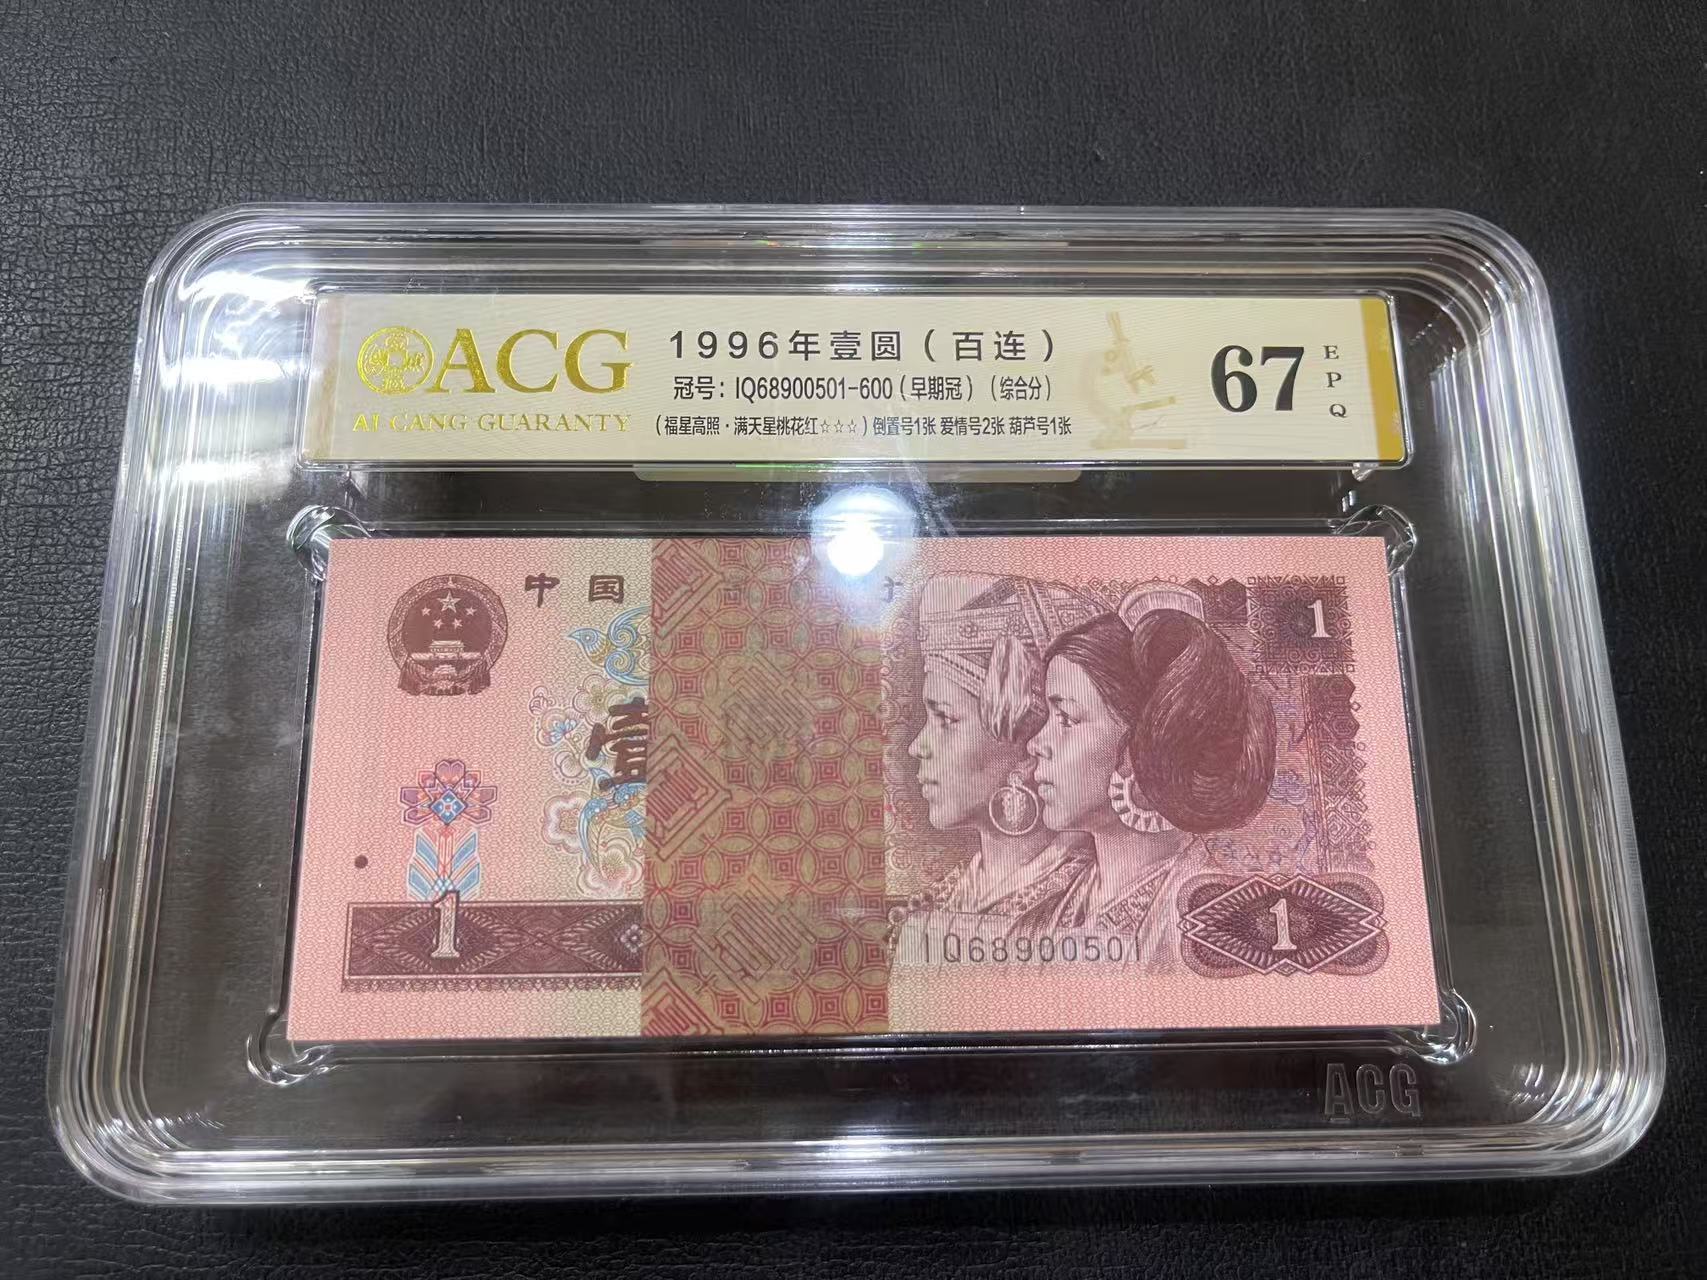 ACG
AI CANG GUARANTY
1996年壹圆（百连）
冠号：IQ68900501-600（早期冠）（综合分）
（福星高照·满天星桃花红☆☆☆）倒置号1张 爱情号2张 葫芦号1张
67
EPQ
中国
1
壹
1
IQ68900501
1
ACG